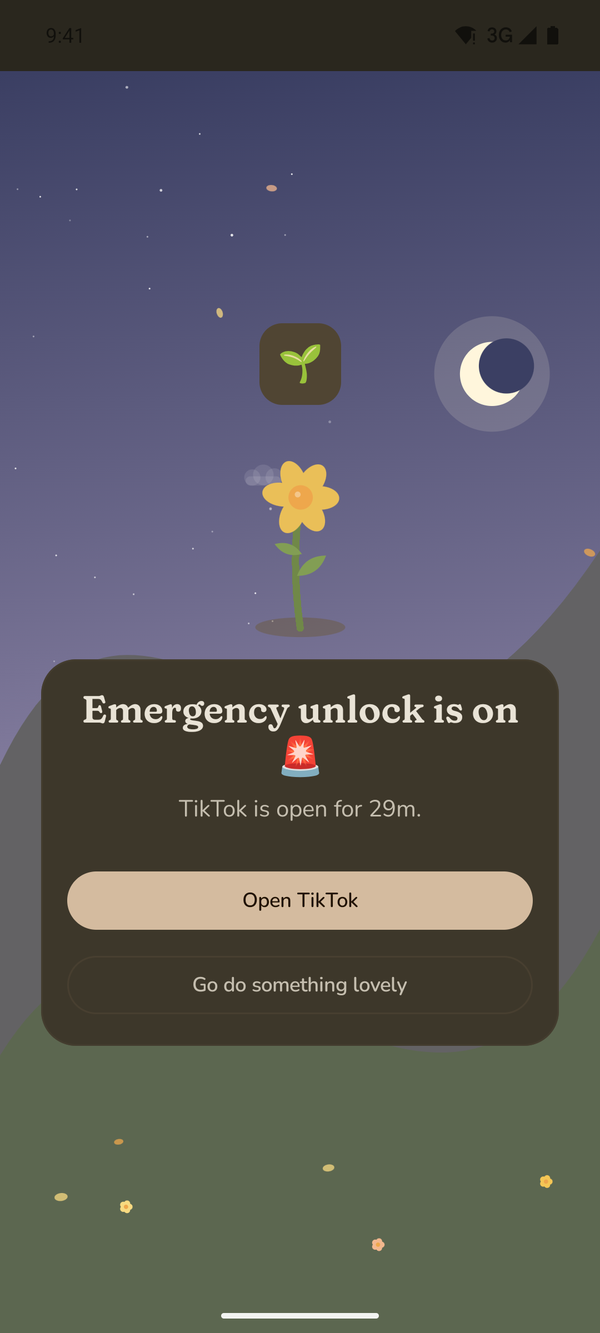 9:41
3G
Emergency unlock is on
🚨
TikTok is open for 29m.
Open TikTok
Go do something lovely